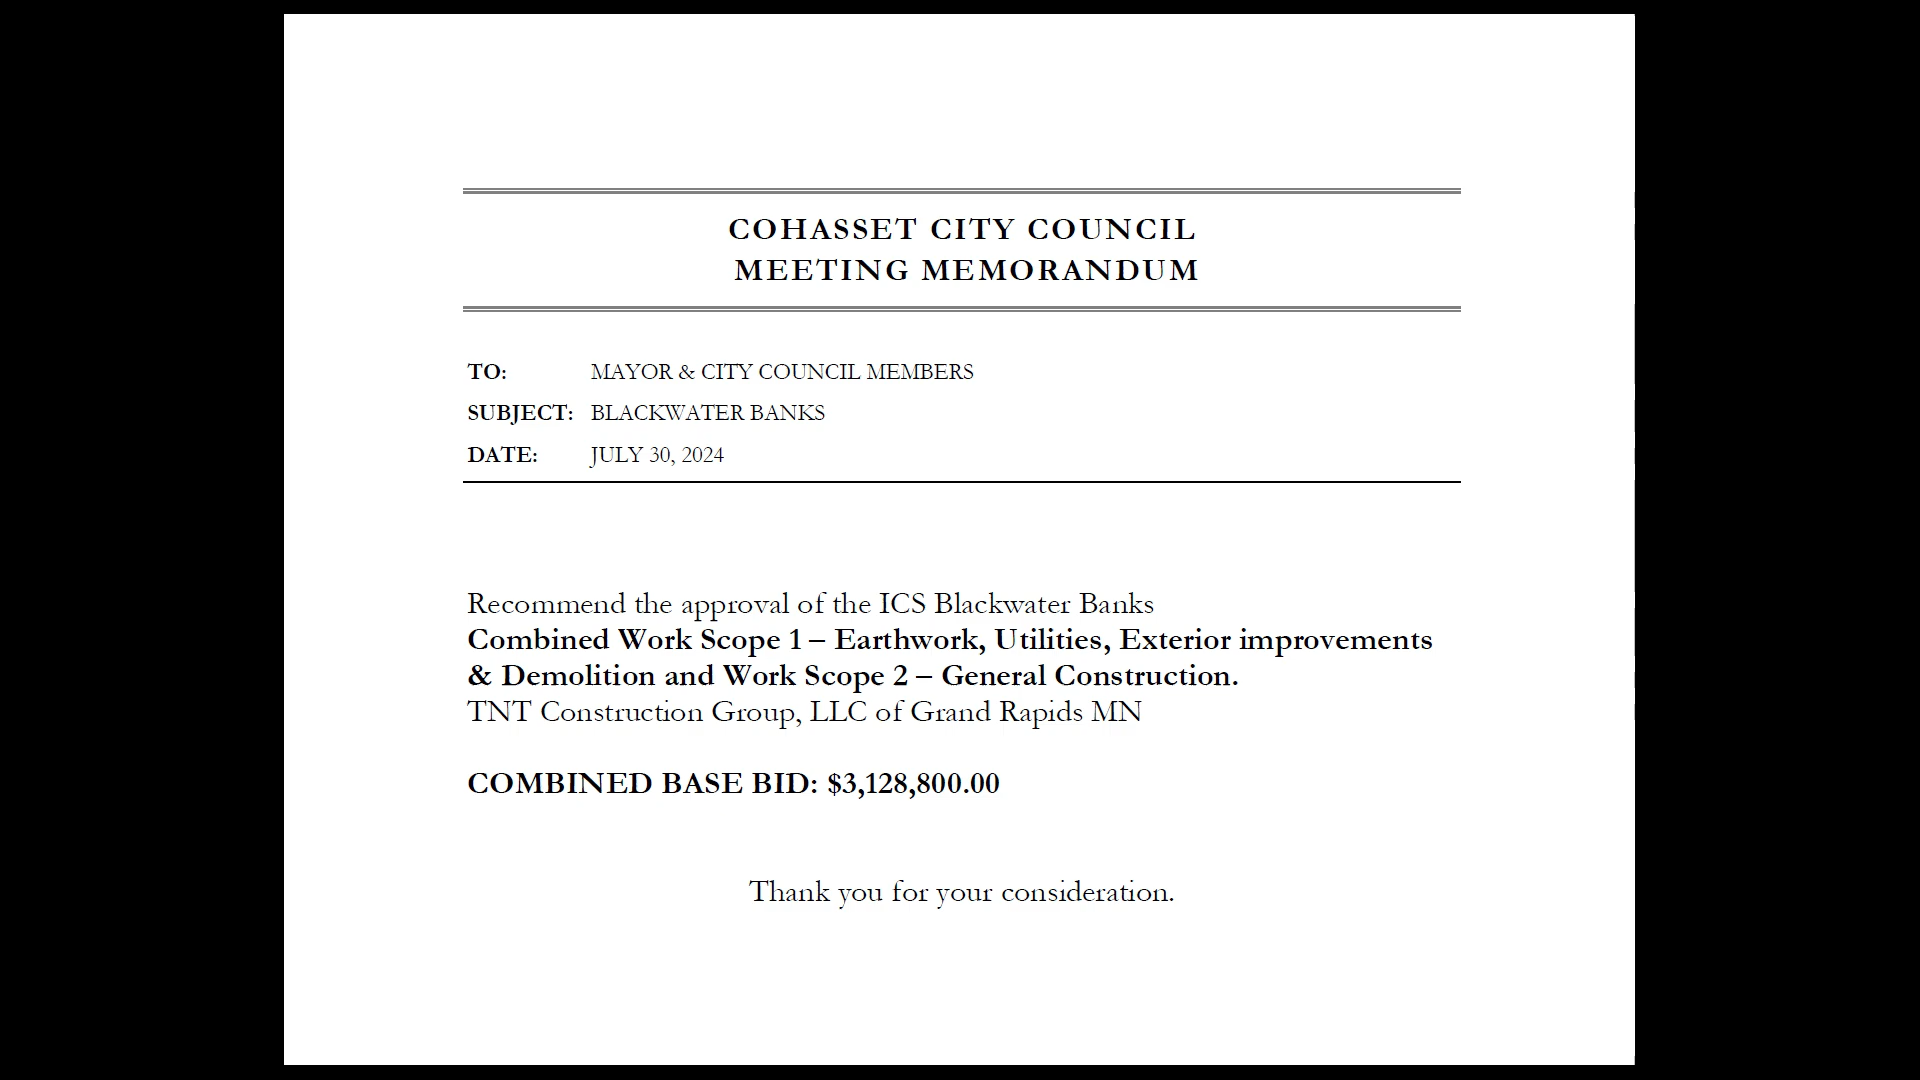 COHASSET CITY COUNCIL
MEETING MEMORANDUM
TO: MAYOR & CITY COUNCIL MEMBERS
SUBJECT: BLACKWATER BANKS
DATE: JULY 30, 2024
Recommend the approval of the ICS Blackwater Banks
Combined Work Scope 1 – Earthwork, Utilities, Exterior improvements
& Demolition and Work Scope 2 – General Construction.
TNT Construction Group, LLC of Grand Rapids MN
COMBINED BASE BID: $3,128,800.00
Thank you for your consideration.